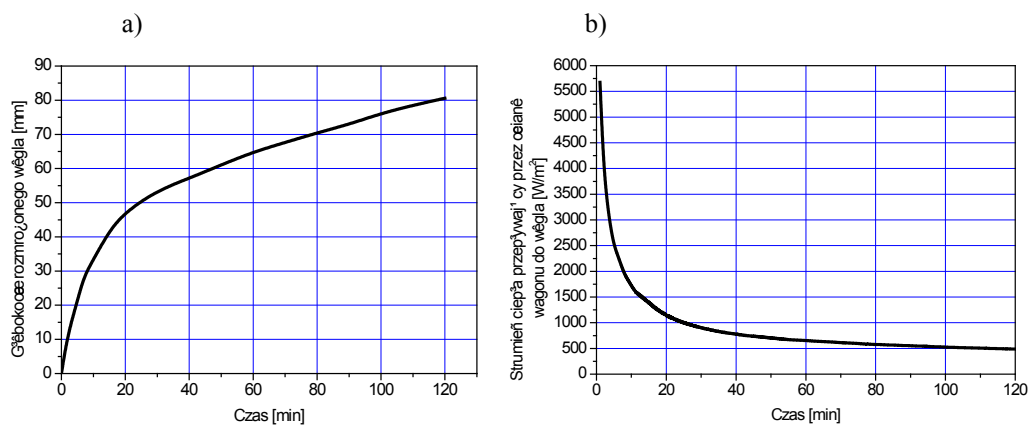 a)
b)
90
80
70
60
50
40
30
20
10
0
G³êbokoœæ rozmro¿onego wêgla [mm]
0 20 40 60 80 100 120
Czas [min]
6000
5500
5000
4500
4000
3500
3000
2500
2000
1500
1000
500
0
Strumieñ ciep³a przep³ywaj¹ cy przez œcianê
wagonu do wêgla [W/m²]
0 20 40 60 80 100 120
Czas [min]